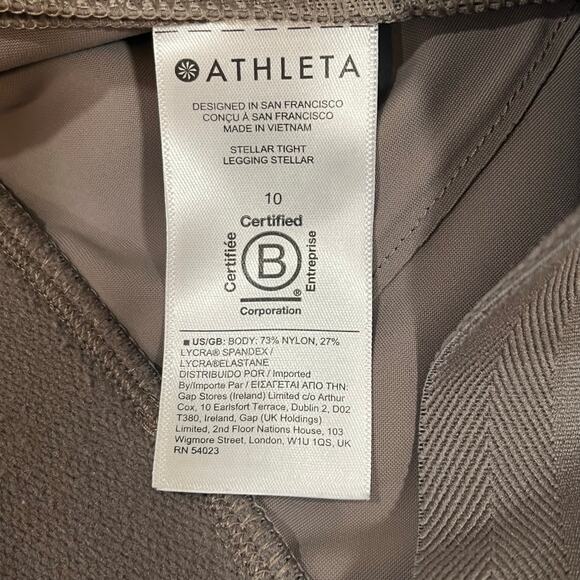 ATHLETA
DESIGNED IN SAN FRANCISCO
CONÇU À SAN FRANCISCO
MADE IN VIETNAM
STELLAR TIGHT
LEGGING STELLAR
10
Certified
Certifiée
B
Entreprise
®
Corporation
■ US/GB: BODY: 73% NYLON, 27%
LYCRA® SPANDEX /
LYCRA®ELASTANE
DISTRIBUIDO POR / Imported
By/Importe Par / ΕΙΣΑΓΕΤΑΙ ΑΠΟ ΤΗΝ:
Gap Stores (Ireland) Limited c/o Arthur
Cox, 10 Earlsfort Terrace, Dublin 2, D02
T380, Ireland, Gap (UK Holdings)
Limited, 2nd Floor Nations House, 103
Wigmore Street, London, W1U 1QS, UK
RN 54023